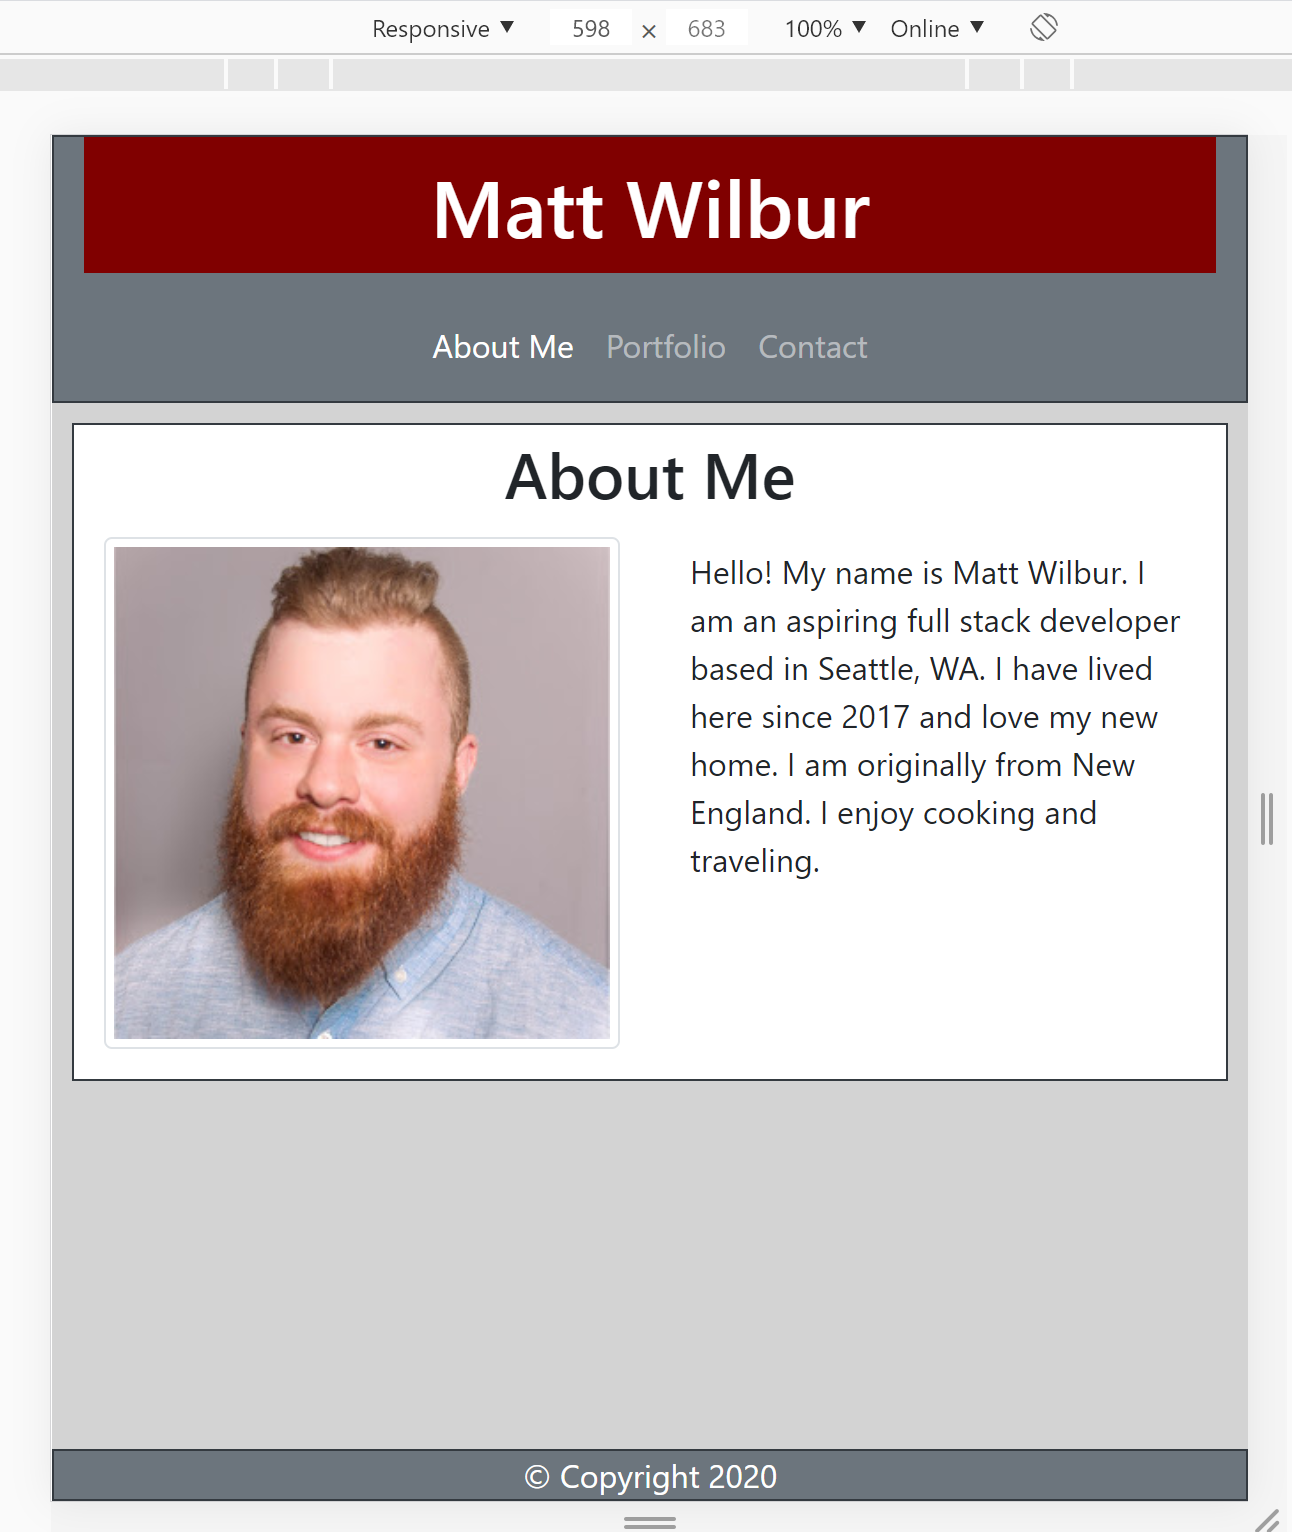 Responsive ▼ 598 × 683 100% ▼ Online ▼
Matt Wilbur
About Me Portfolio Contact
About Me
Hello! My name is Matt Wilbur. I
am an aspiring full stack developer
based in Seattle, WA. I have lived
here since 2017 and love my new
home. I am originally from New
England. I enjoy cooking and
traveling.
© Copyright 2020